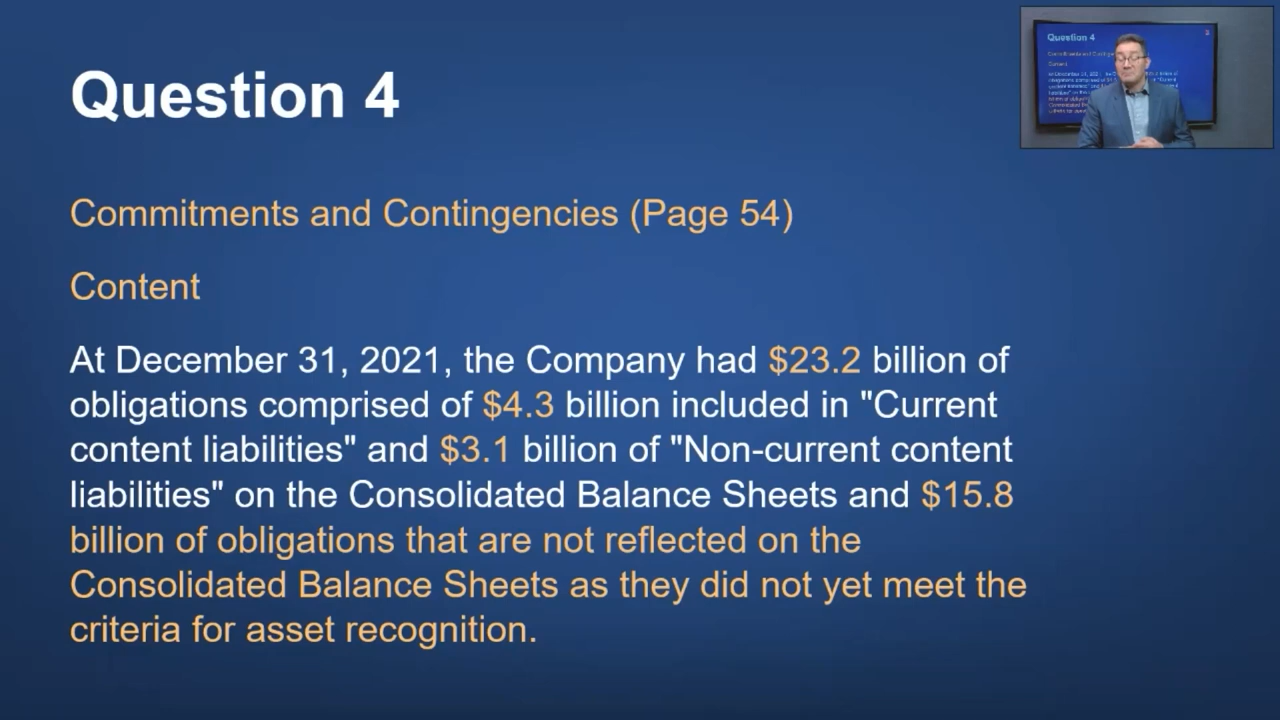 Question 4
Commitments and Contingencies (Page 54)
Content
At December 31, 2021, the Company had $23.2 billion of
obligations comprised of $4.3 billion included in "Current
content liabilities" and $3.1 billion of "Non-current content
liabilities" on the Consolidated Balance Sheets and $15.8
billion of obligations that are not reflected on the
Consolidated Balance Sheets as they did not yet meet the
criteria for asset recognition.
Question 4